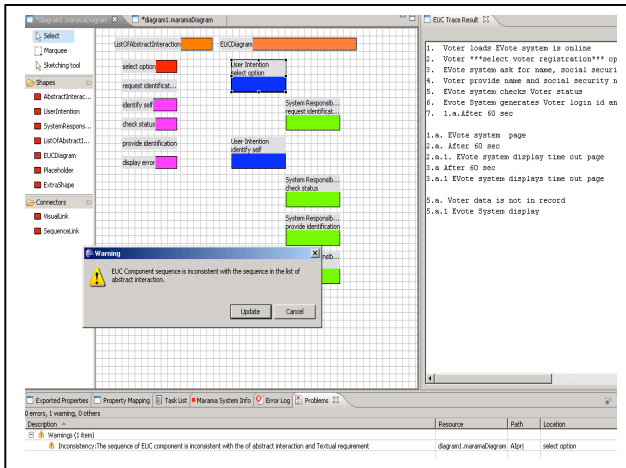 *diagram1.maramaDiagram
*diagram1.maramaDiagram
EUC Trace Result
Select
Marquee
Sketching tool
Shapes
AbstractInterac...
UserIntention
SystemRespons...
ListOfAbstractI...
EUCDiagram
Placeholder
ExtraShape
Connectors
VisualLink
SequenceLink
ListOfAbstractInteraction
EUCDiagram
select option
request identificat...
identify self
check status
provide identification
display error
User Intention
select option
System Responsib...
request identificat...
User Intention
identify self
System Responsib...
check status
System Responsib...
provide identification
nsib...
1. Voter loads EVote system is online
2. Voter ***select voter registration*** op
3. EVote system ask for name, social securi
4. Voter provide name and social security n
5. EVote system checks Voter status
6. Evote System generates Voter login id an
7. 1.a.After 60 sec
1.a. EVote system page
2.a. After 60 sec
2.a.1. EVote system display time out page
3.a After 60 sec
3.a.1 EVote system displays time out page
5.a. Voter data is not in record
5.a.1 Evote System display
Warning
EUC Component sequence is inconsistent with the sequence in the list of
abstract interaction.
Update
Cancel
Exported Properties
Property Mapping
Task List
Marama System Info
Error Log
Problems
0 errors, 1 warning, 0 others
Description
Resource
Path
Location
Warnings (1 item)
Inconsistency:The sequence of EUC component is inconsistent with the of abstract interaction and Textual requirement
diagram1.maramaDiagram
AIprj
select option